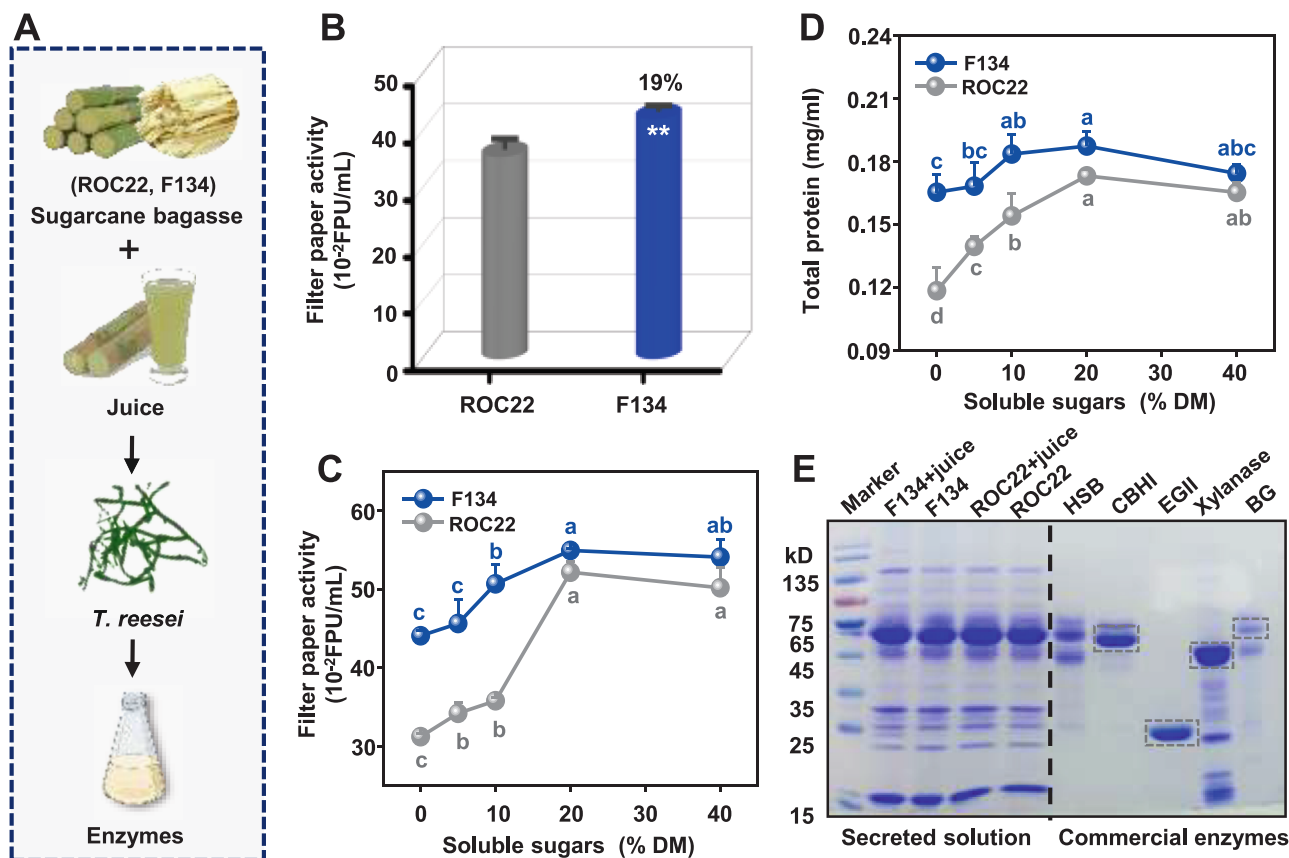 A
(ROC22, F134)
Sugarcane bagasse
+
Juice
T. reesei
Enzymes
B
Filter paper activity
(10⁻²FPU/mL)
50
40
30
20
10
0
19%
**
ROC22
F134
C
Filter paper activity
(10⁻²FPU/mL)
60
50
40
30
F134
ROC22
c
c
b
a
ab
c
b
b
a
a
0
10
20
30
40
Soluble sugars (% DM)
D
Total protein (mg/ml)
0.24
0.21
0.18
0.15
0.12
0.09
F134
ROC22
c
bc
ab
a
abc
d
c
b
a
ab
0
10
20
30
40
Soluble sugars (% DM)
E
Marker
F134+juice
F134
ROC22+juice
ROC22
HSB
CBHI
EGII
Xylanase
BG
kD
135
75
65
45
35
25
15
Secreted solution
Commercial enzymes